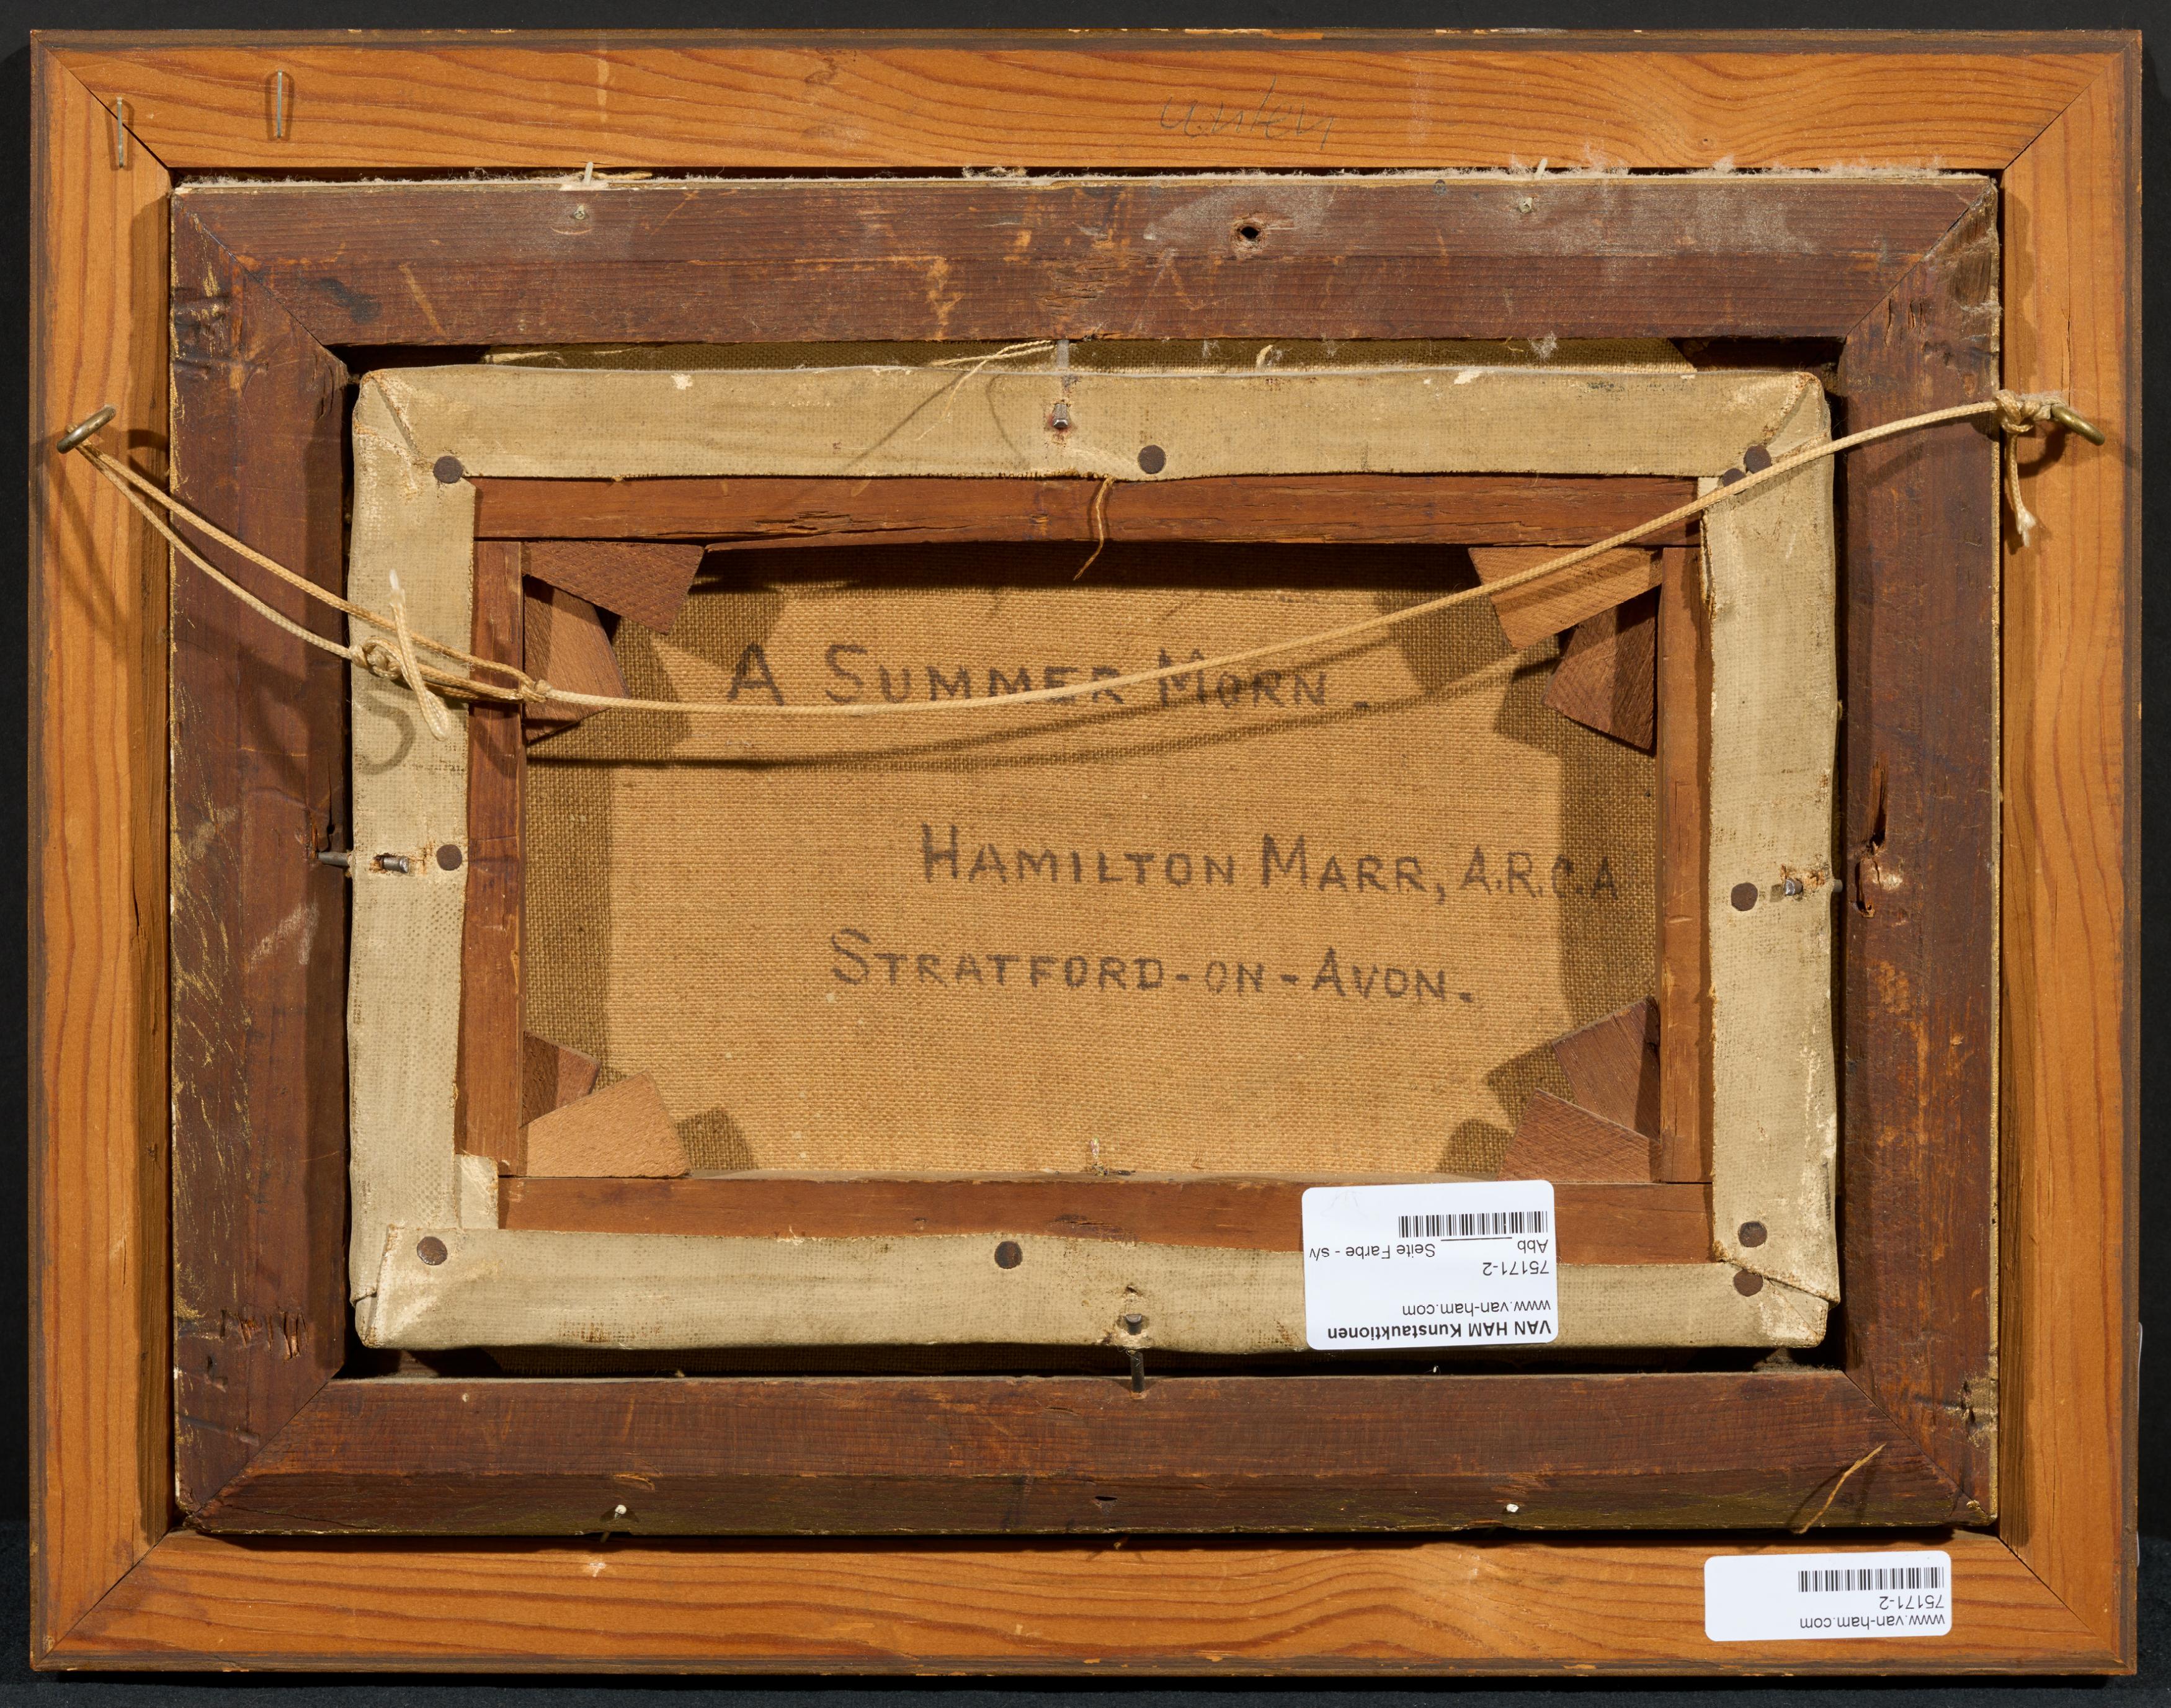 unten
A SUMMER MORN.
HAMILTON MARR, A.R.C.A
STRATFORD-ON-AVON.
VAN HAM Kunstauktionen
www.van-ham.com
75171-2
Abb________ Seite Farbe - s/w
www.van-ham.com
75171-2